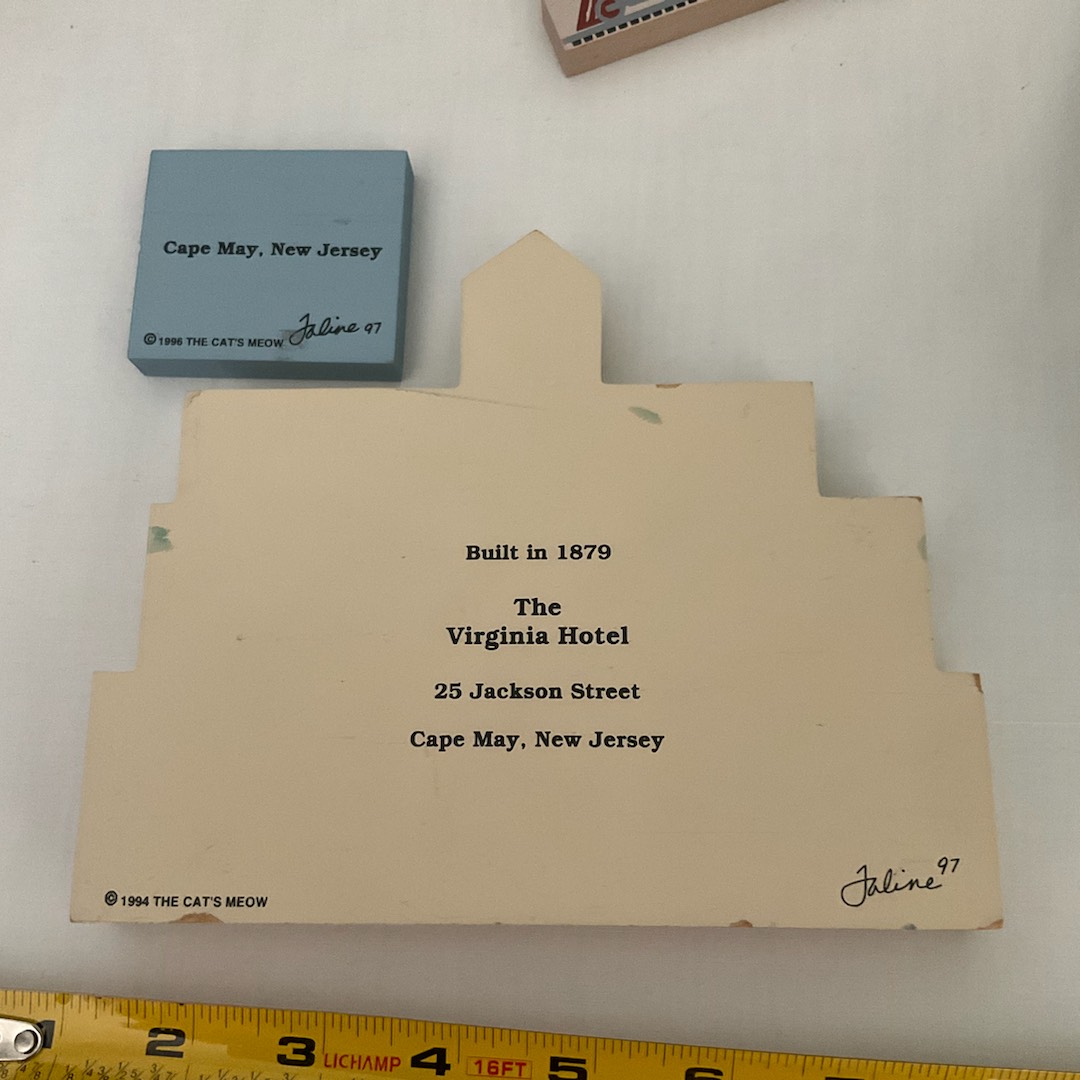 Cape May, New Jersey
© 1996 THE CAT'S MEOW Faline 97
Built in 1879
The
Virginia Hotel
25 Jackson Street
Cape May, New Jersey
Faline 97
© 1994 THE CAT'S MEOW
1 2 3 LICHAMP 4 16FT 5 6